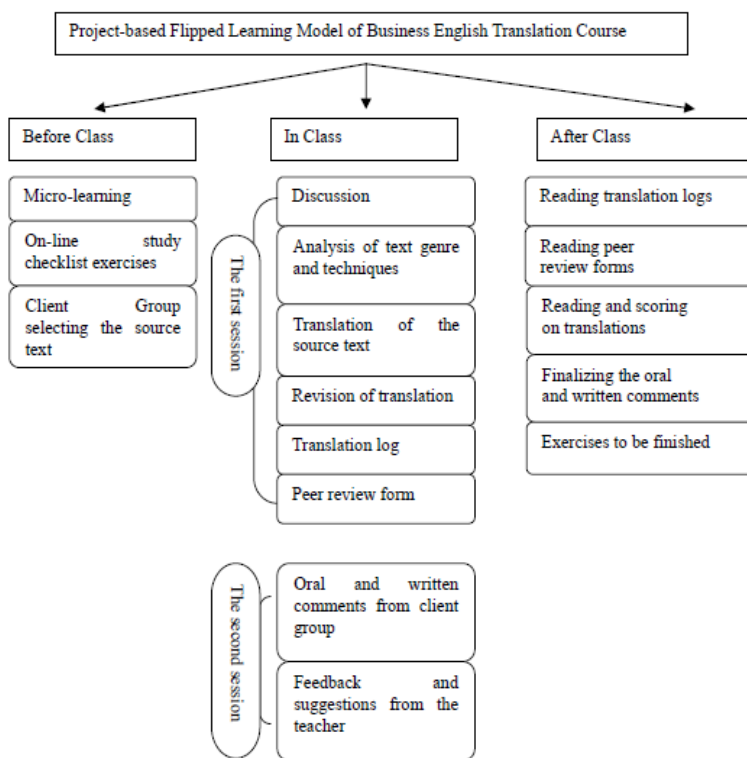 Project-based Flipped Learning Model of Business English Translation Course
Before Class
In Class
After Class
Micro-learning
On-line study
checklist exercises
Client Group
selecting the source
text
The first session
Discussion
Analysis of text genre
and techniques
Translation of the
source text
Revision of translation
Translation log
Peer review form
Reading translation logs
Reading peer
review forms
Reading and scoring
on translations
Finalizing the oral
and written comments
Exercises to be finished
The second session
Oral and written
comments from client
group
Feedback and
suggestions from the
teacher